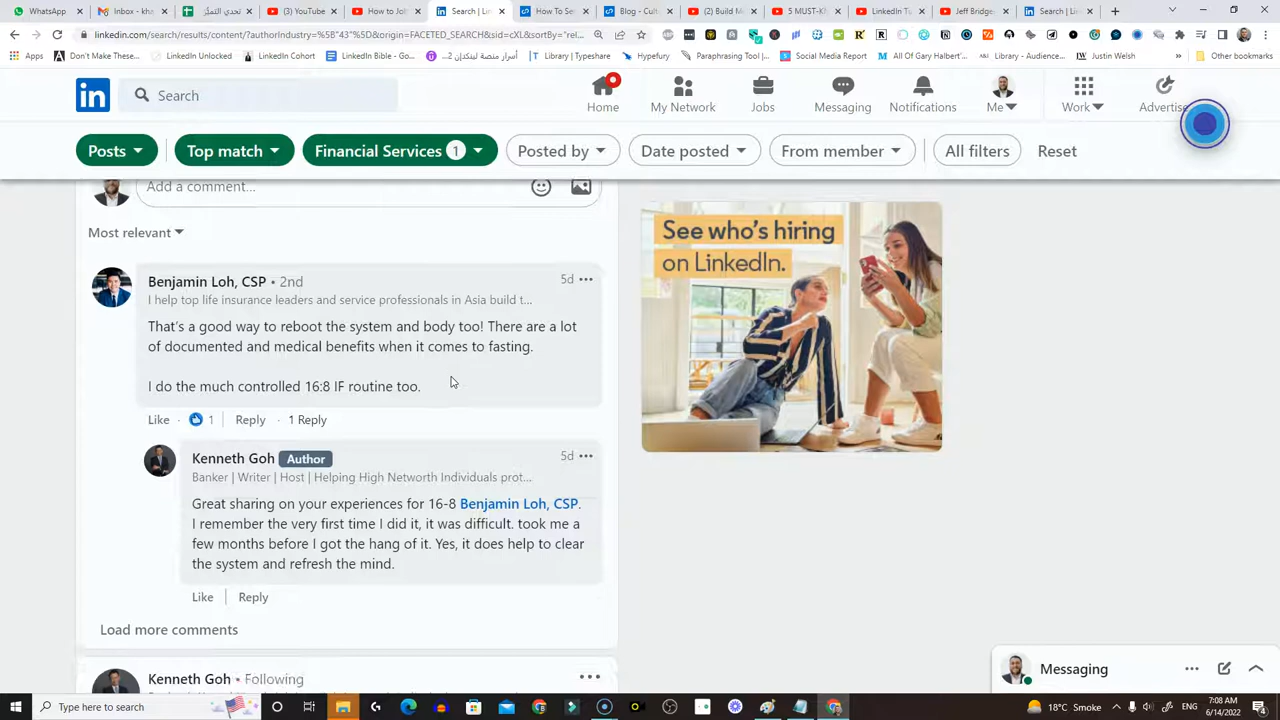 WhatsApp
Inbox - kha
تحدي التميز
(3) YouTube
How to Jo
Search | Lin
How To Se
Blog - Cult
(2) Build M
5 MUST-K
LinkedIn Tu
Jeff Bridge
Search | Lin
linkedin.com/search/results/content/?authorIndustry=%5B"43"%5D&origin=FACETED_SEARCH&sid=cXL&sortBy="rel...
Apps
Don't Make These...
LinkedIn Unlocked
LinkedIn Cohort
LinkedIn Bible - Go...
أداة منصة لينكدإن 2...
T | Library | Typeshare
Hypefury
Paraphrasing Tool |...
Social Media Report
All Of Gary Halbert'...
Library - Audience...
Justin Welsh
»
Other bookmarks
in
Search
Home
My Network
Jobs
Messaging
Notifications
Me
Work
Advertise
Posts
Top match
Financial Services 1
Posted by
Date posted
From member
All filters
Reset
Add a comment...
Most relevant
Benjamin Loh, CSP • 2nd
5d
I help top life insurance leaders and service professionals in Asia build t...
That's a good way to reboot the system and body too! There are a lot
of documented and medical benefits when it comes to fasting.
I do the much controlled 16:8 IF routine too.
Like · 1 | Reply · 1 Reply
Kenneth Goh Author
5d
Banker | Writer | Host | Helping High Networth Individuals prot...
Great sharing on your experiences for 16-8 Benjamin Loh, CSP.
I remember the very first time I did it, it was difficult. took me a
few months before I got the hang of it. Yes, it does help to clear
the system and refresh the mind.
Like | Reply
Load more comments
Kenneth Goh • Following
See who's hiring
on LinkedIn.
Messaging
Type here to search
18°C Smoke
7:08 AM
6/14/2022